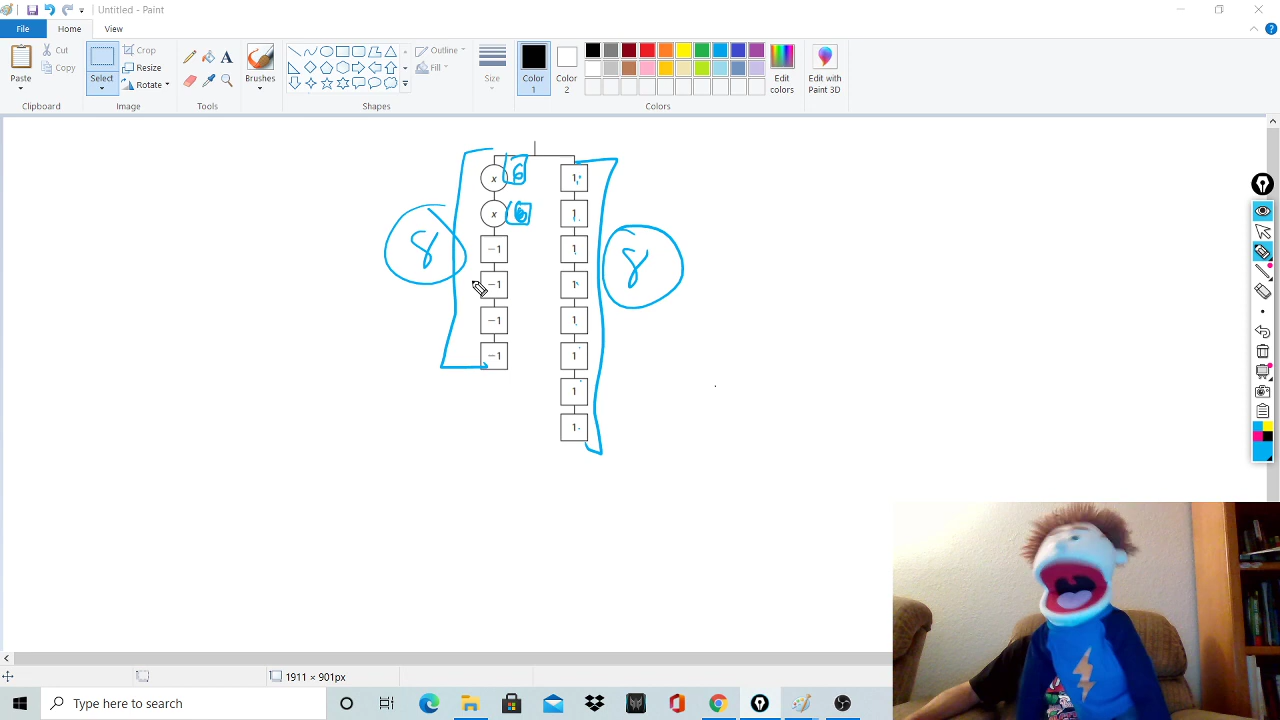 Untitled - Paint
File Home View
Paste Cut Copy Select Crop Resize Rotate Brushes Outline Fill Size Color 1 Color 2 Edit colors Edit with Paint 3D
Clipboard Image Tools Shapes Colors
x 6 1
x 6 1
−1 1
8 8
−1 1
−1 1
−1 1
1
1
1911 × 901px
Type here to search